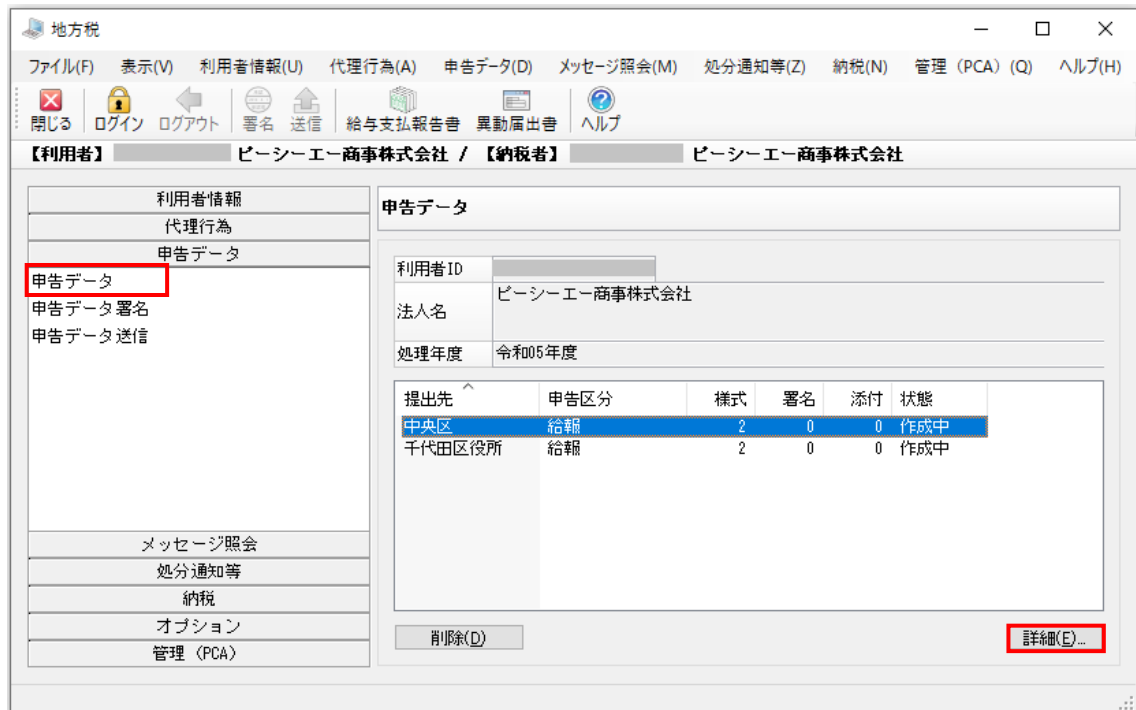 地方税
ファイル(F) 表示(V) 利用者情報(U) 代理行為(A) 申告データ(D) メッセージ照会(M) 処分通知等(Z) 納税(N) 管理（PCA）(Q) ヘルプ(H)
閉じる ログイン ログアウト 署名 送信 給与支払報告書 異動届出書 ヘルプ
【利用者】 ピーシーエー商事株式会社 / 【納税者】 ピーシーエー商事株式会社
利用者情報
代理行為
申告データ
申告データ
申告データ署名
申告データ送信
メッセージ照会
処分通知等
納税
オプション
管理（PCA）
申告データ
利用者ID
法人名 ピーシーエー商事株式会社
処理年度 令和05年度
提出先 申告区分 様式 署名 添付 状態
中央区 給報 2 0 0 作成中
千代田区役所 給報 2 0 0 作成中
削除(D) 詳細(E)...